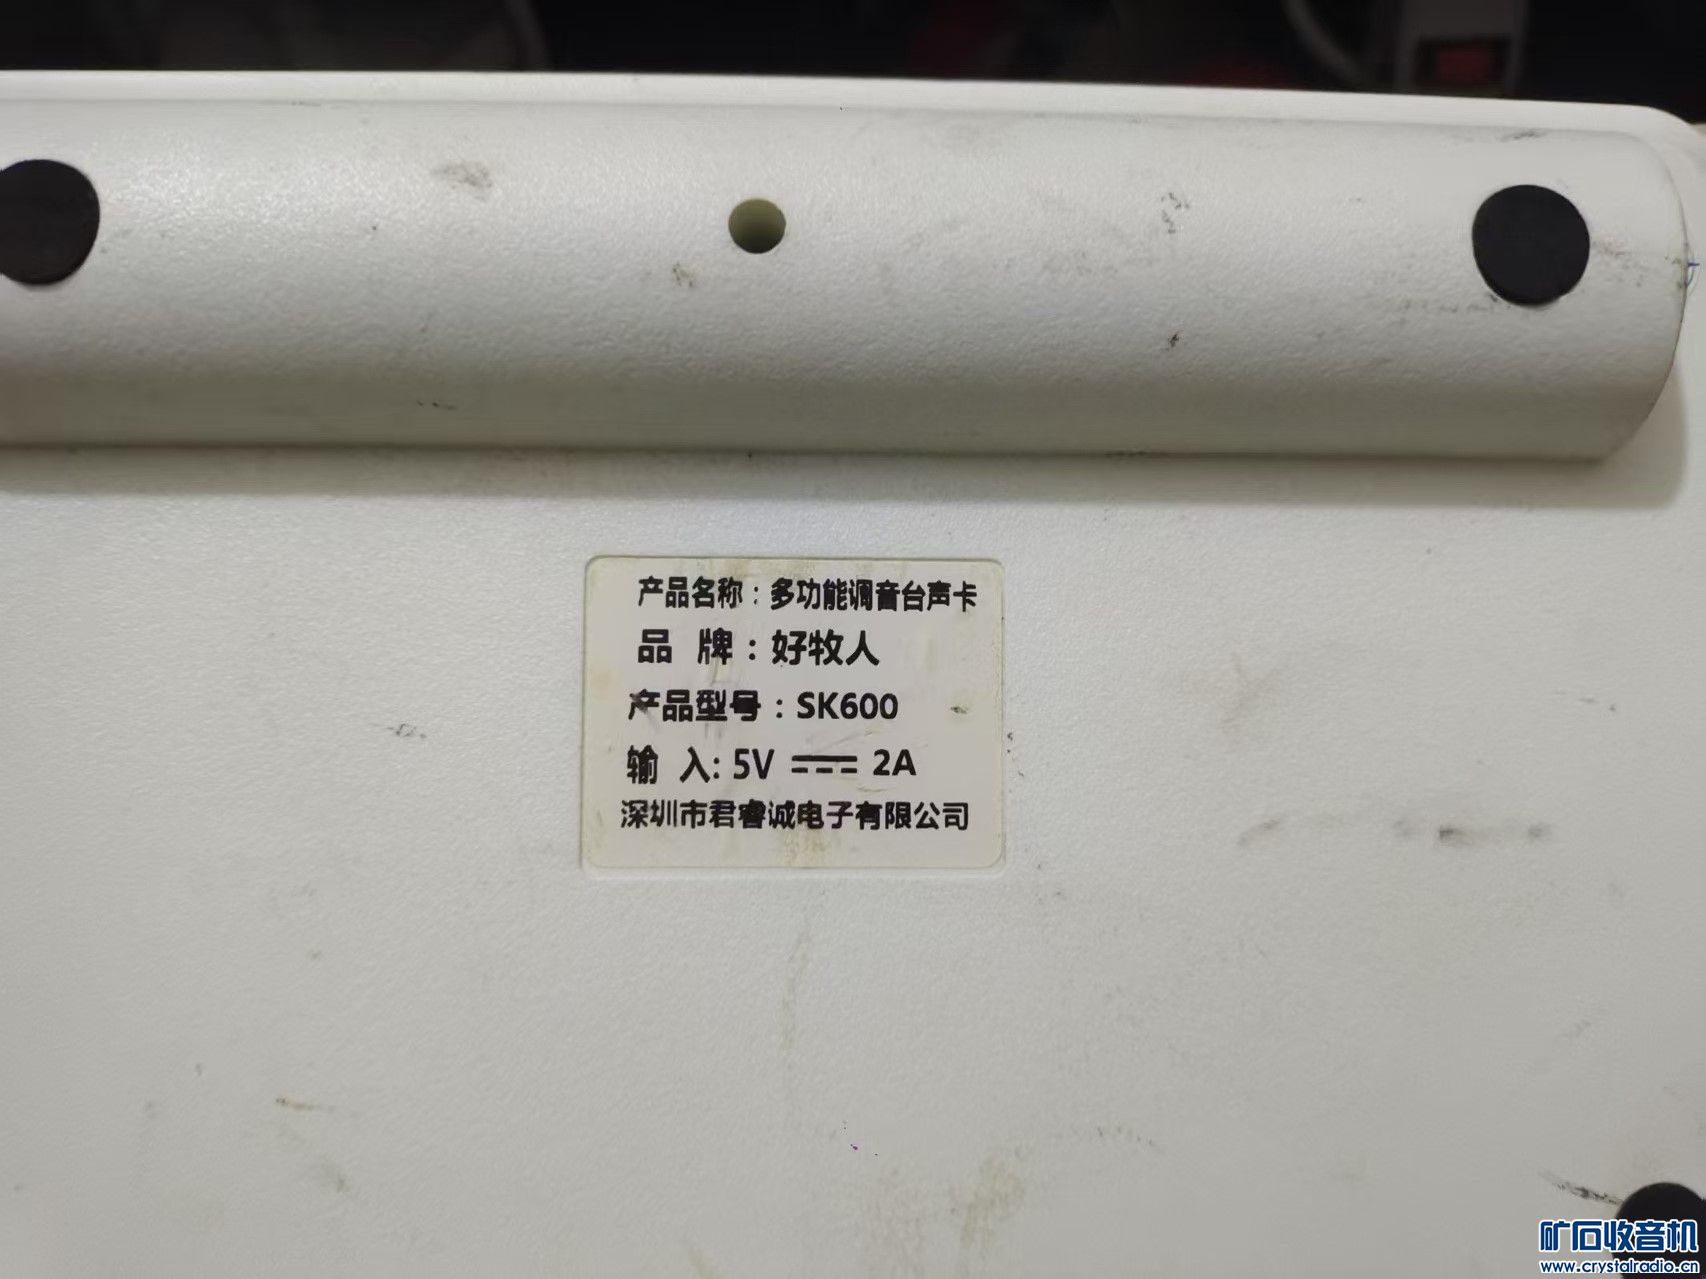 产品名称：多功能调音台声卡
品 牌：好牧人
产品型号：SK600
输 入: 5V ⎓ 2A
深圳市君睿诚电子有限公司
矿石收音机
www.crystalradio.cn